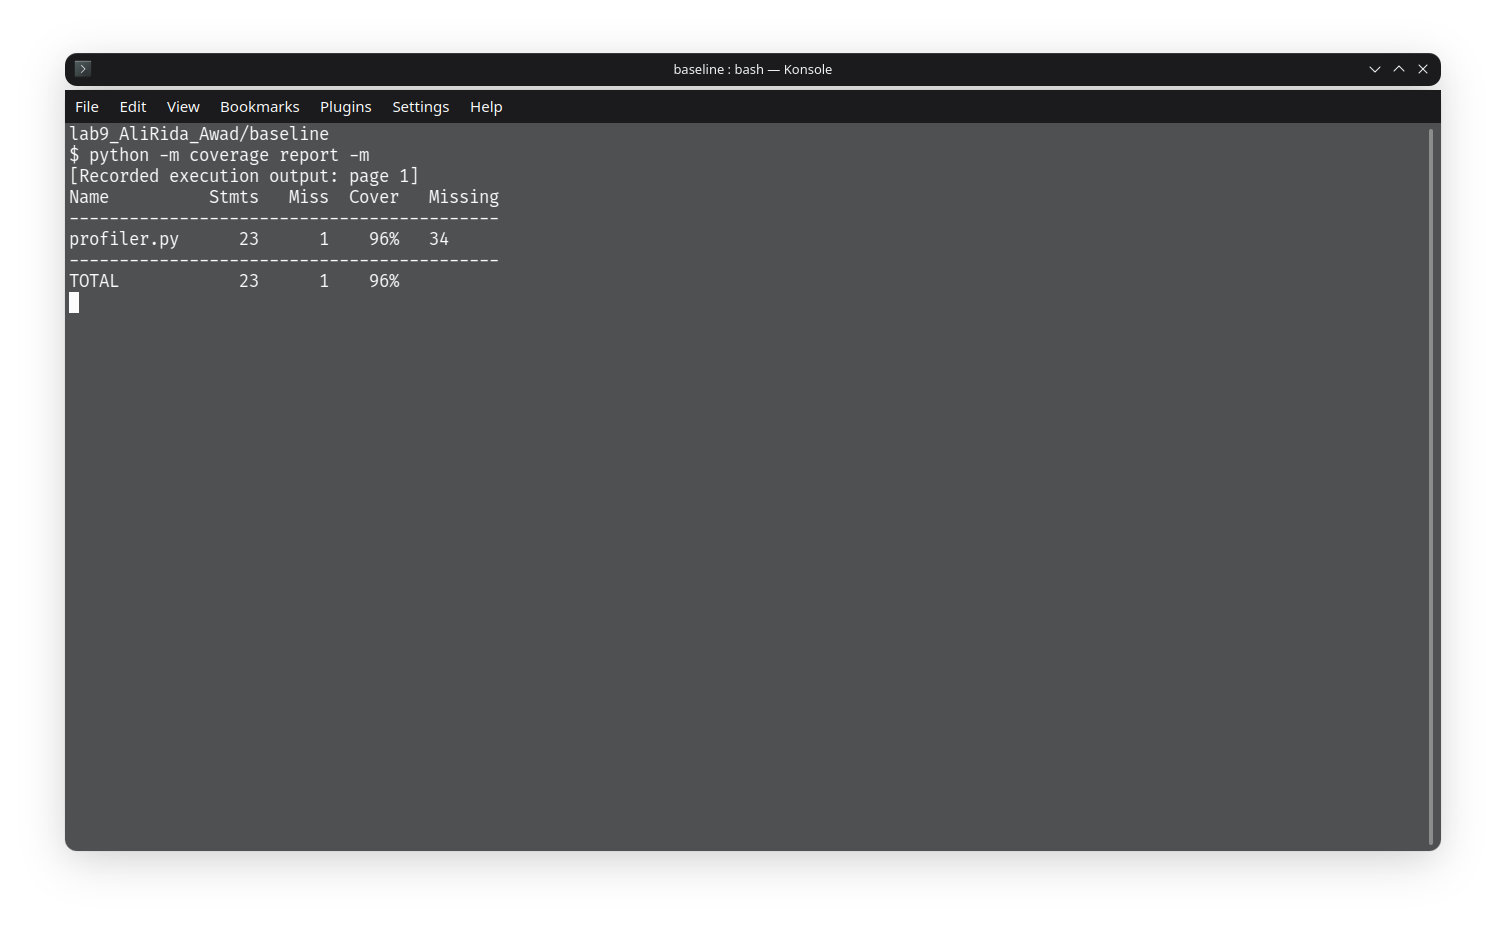 baseline : bash — Konsole
File Edit View Bookmarks Plugins Settings Help
lab9_AliRida_Awad/baseline
$ python -m coverage report -m
[Recorded execution output: page 1]
Name          Stmts   Miss  Cover   Missing
-------------------------------------------
profiler.py      23      1    96%   34
-------------------------------------------
TOTAL            23      1    96%